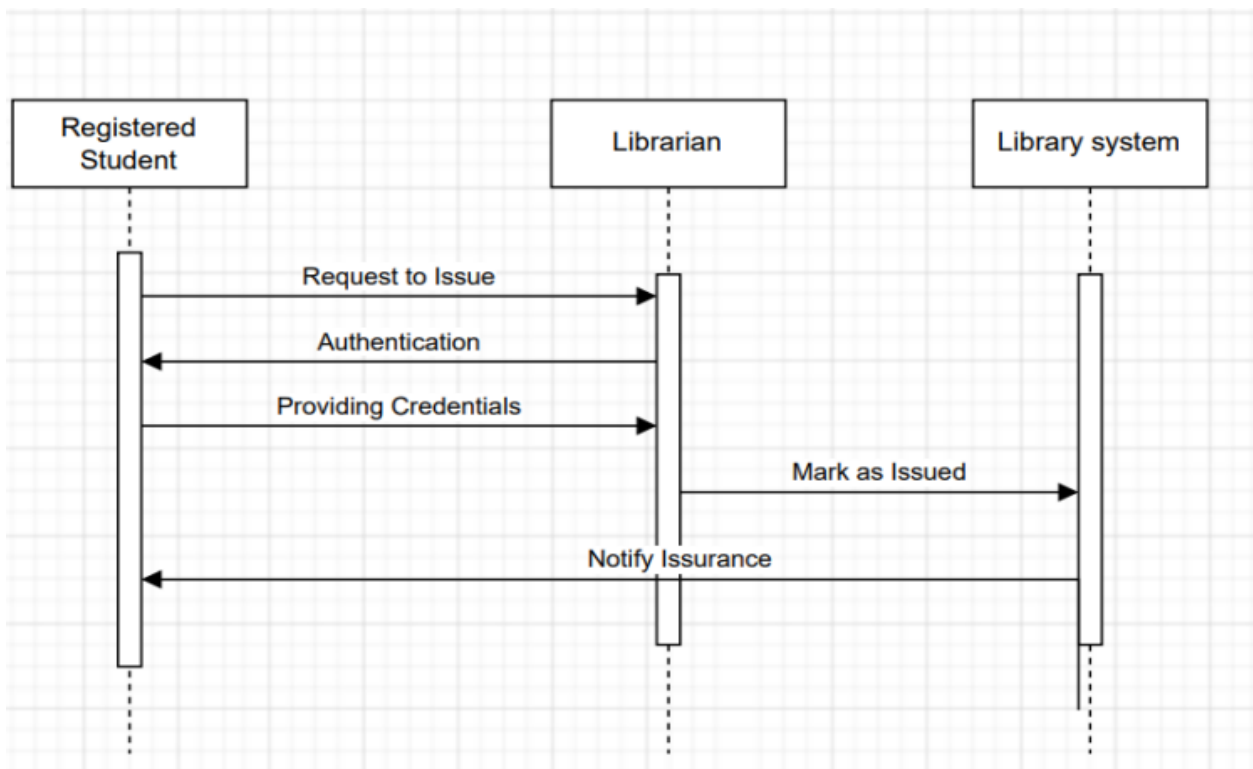 Registered
Student
Librarian
Library system
Request to Issue
Authentication
Providing Credentials
Mark as Issued
Notify Issurance